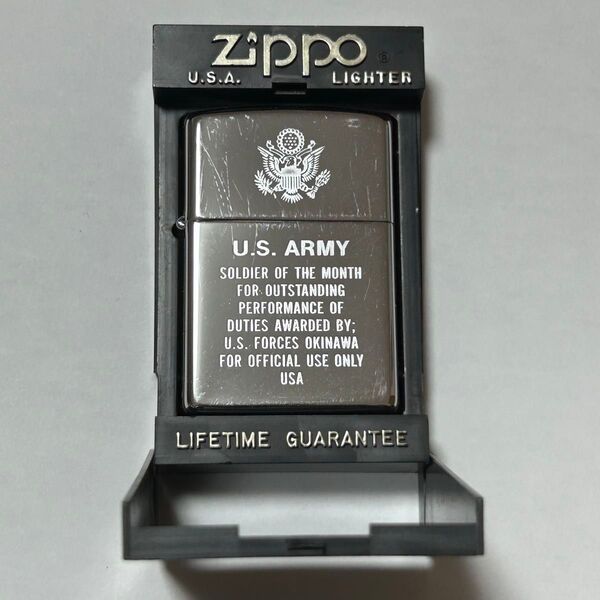 Zippo ®
U.S.A. LIGHTER
U.S. ARMY
SOLDIER OF THE MONTH
FOR OUTSTANDING
PERFORMANCE OF
DUTIES AWARDED BY;
U.S. FORCES OKINAWA
FOR OFFICIAL USE ONLY
USA
LIFETIME GUARANTEE